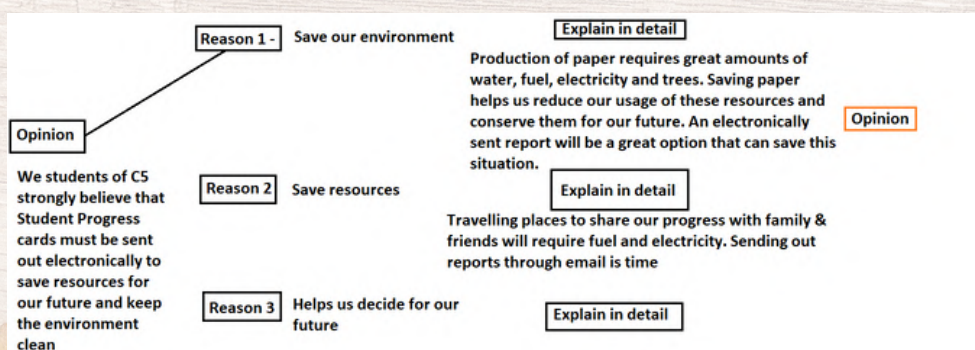 Reason 1 -
Save our environment
Explain in detail
Production of paper requires great amounts of
water, fuel, electricity and trees. Saving paper
helps us reduce our usage of these resources and
conserve them for our future. An electronically
sent report will be a great option that can save this
situation.
Opinion
Opinion
We students of C5
strongly believe that
Student Progress
cards must be sent
out electronically to
save resources for
our future and keep
the environment
clean
Reason 2
Save resources
Explain in detail
Travelling places to share our progress with family &
friends will require fuel and electricity. Sending out
reports through email is time
Reason 3
Helps us decide for our
future
Explain in detail